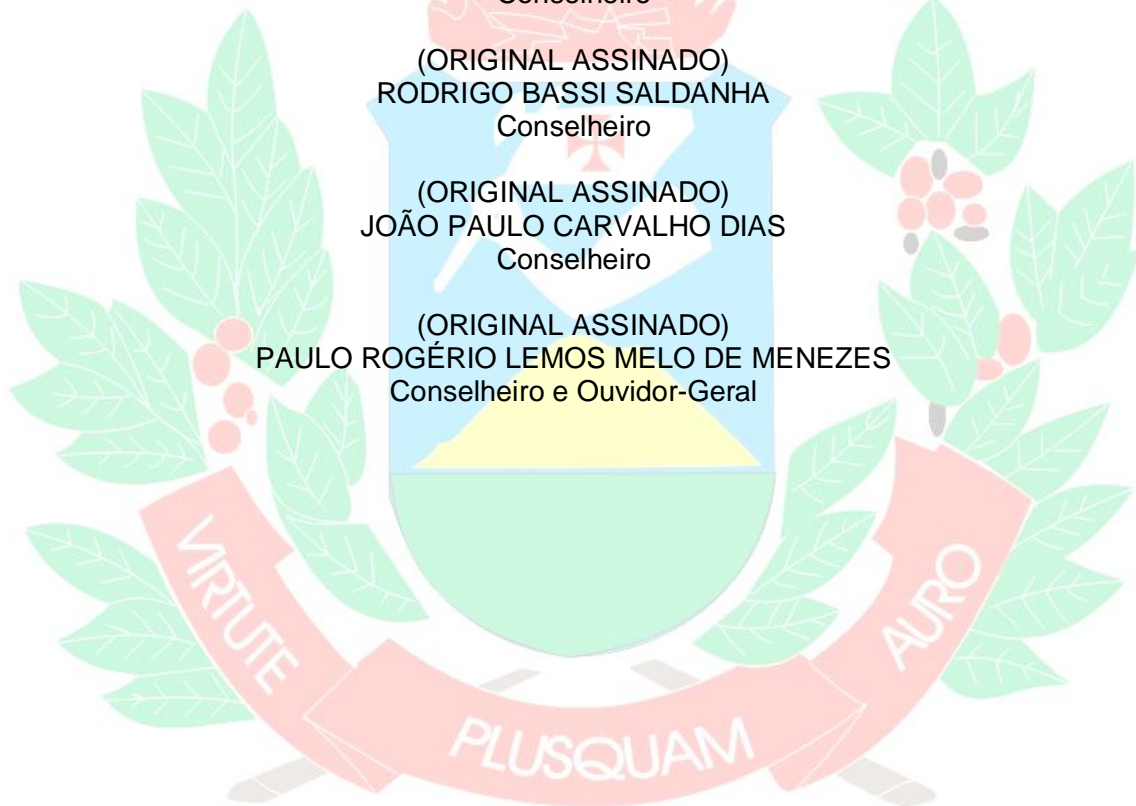 Conselheiro
(ORIGINAL ASSINADO)
RODRIGO BASSI SALDANHA
Conselheiro
(ORIGINAL ASSINADO)
JOÃO PAULO CARVALHO DIAS
Conselheiro
(ORIGINAL ASSINADO)
PAULO ROGÉRIO LEMOS MELO DE MENEZES
Conselheiro e Ouvidor-Geral
VIRTUTE
PLUSQUAM
AURO